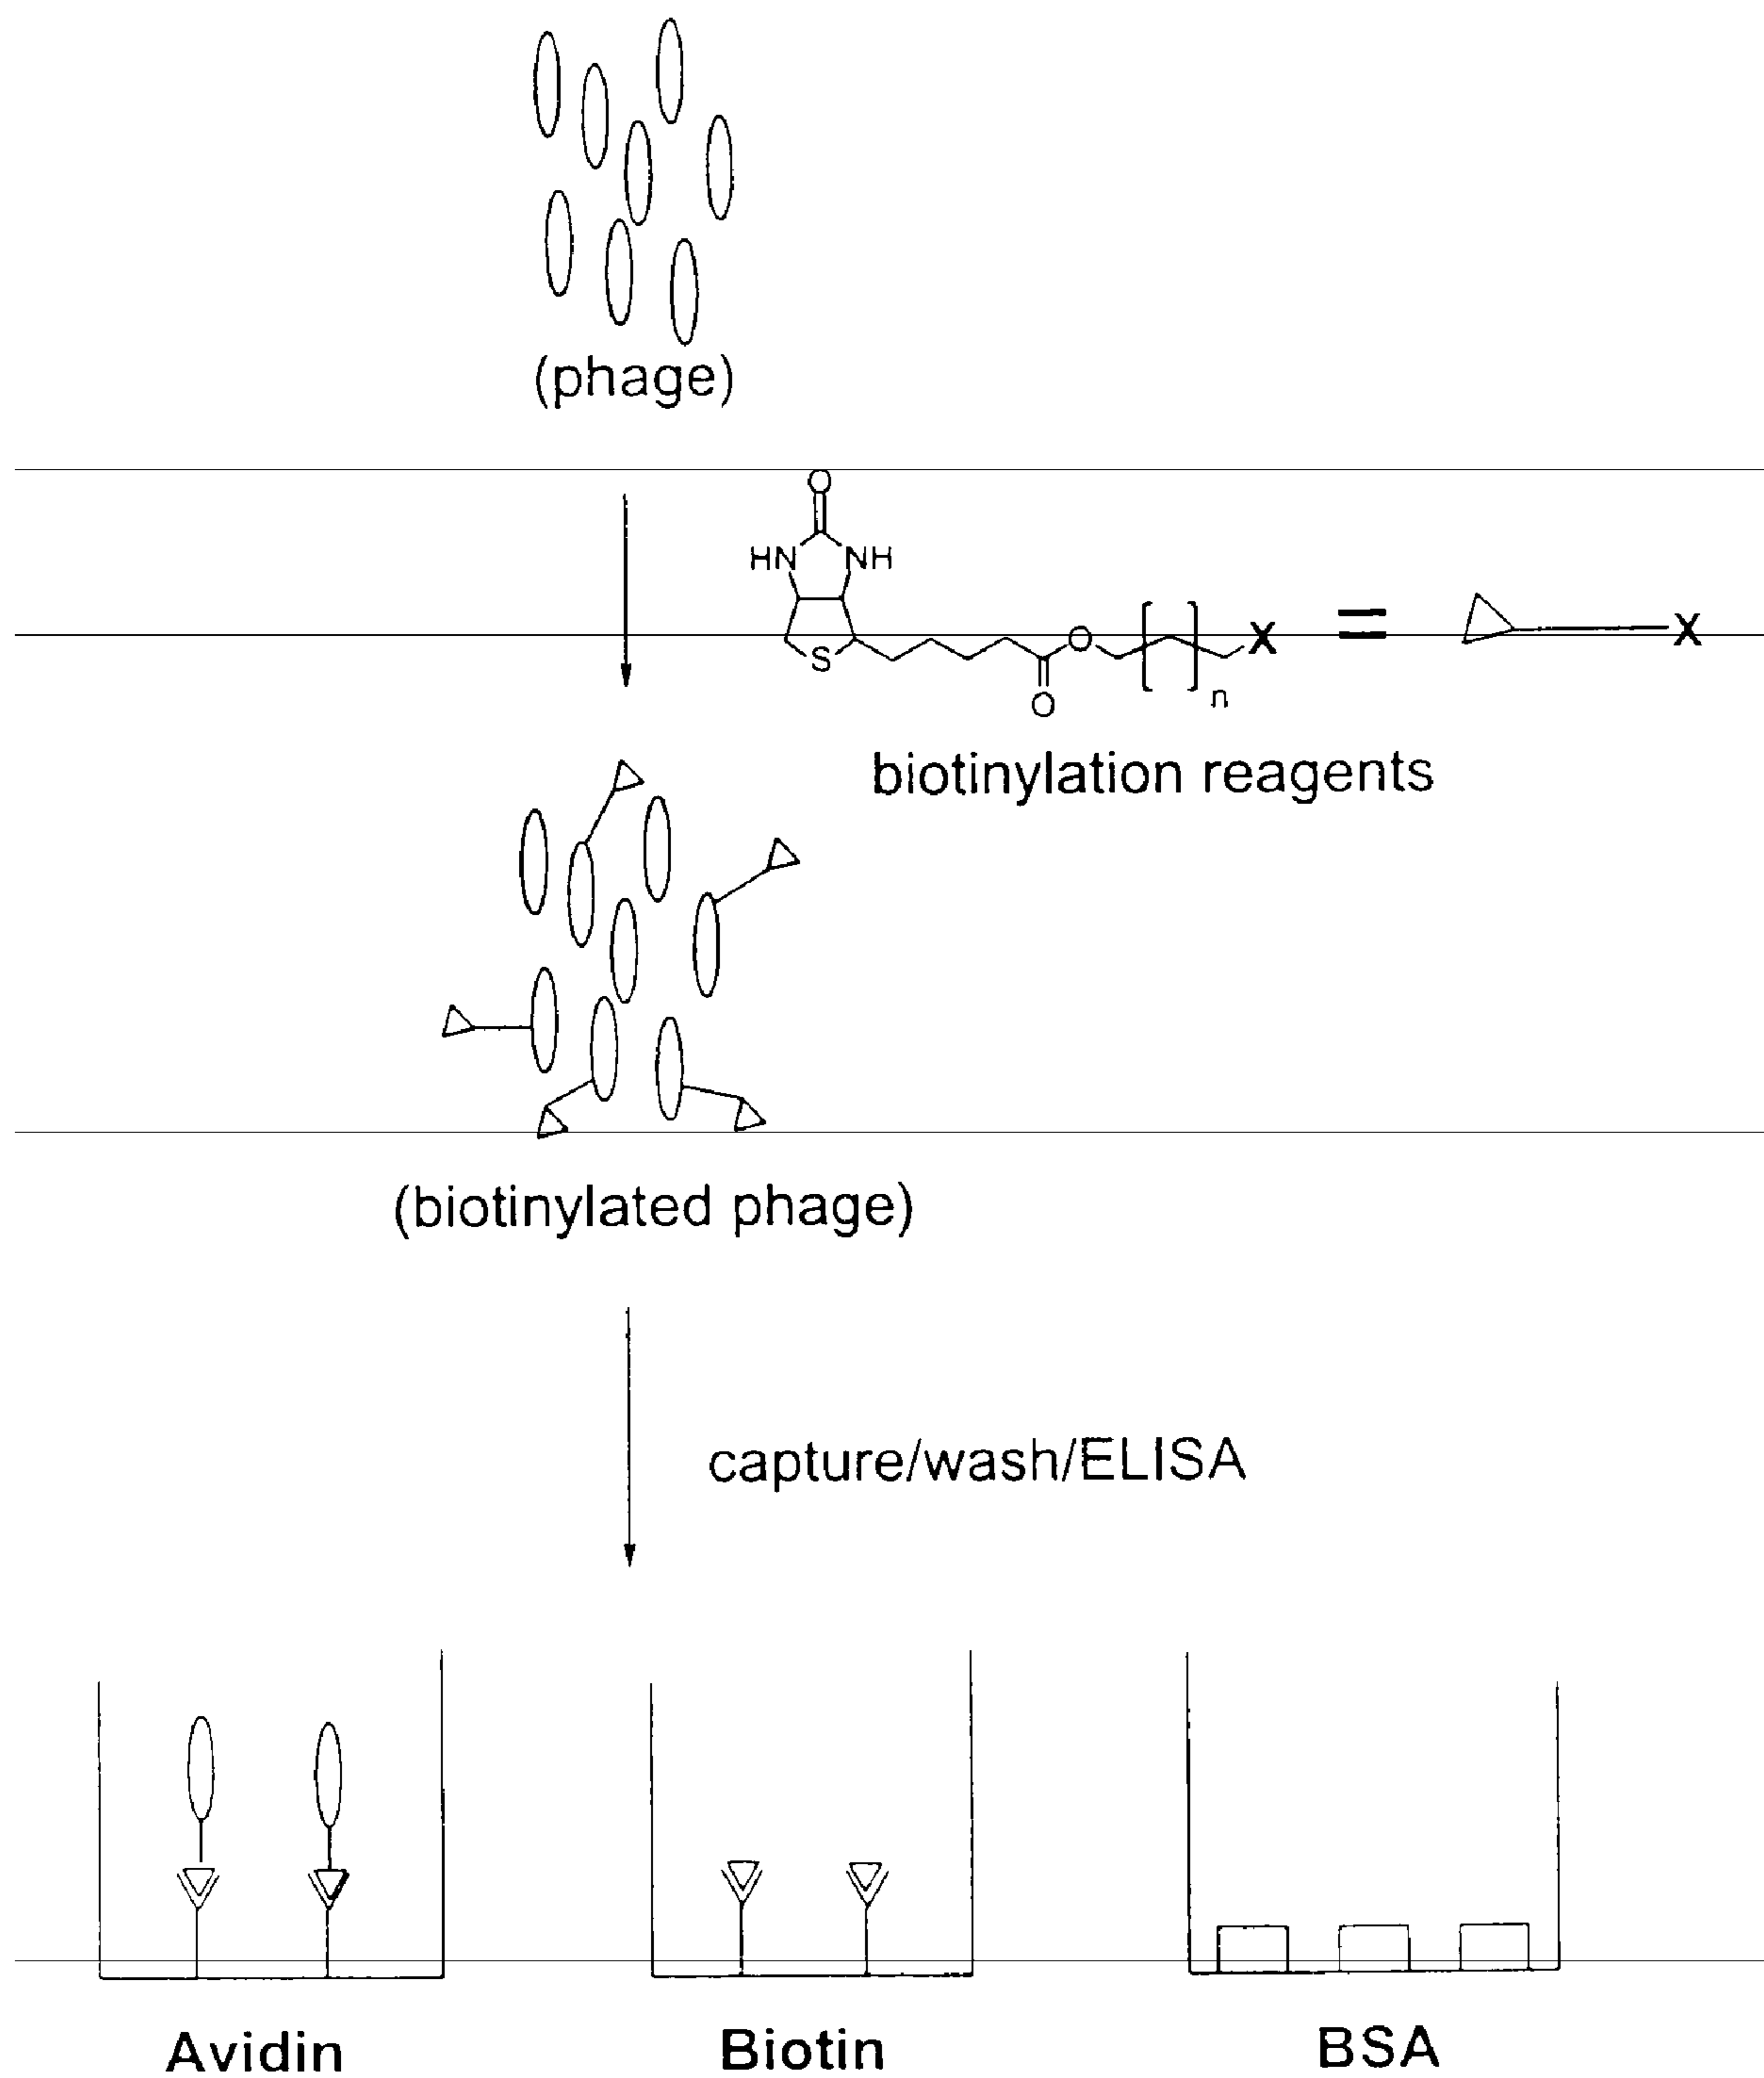 (phage)
O
HN NH
S O X = X
O n
biotinylation reagents
(biotinylated phage)
capture/wash/ELISA
Avidin Biotin BSA